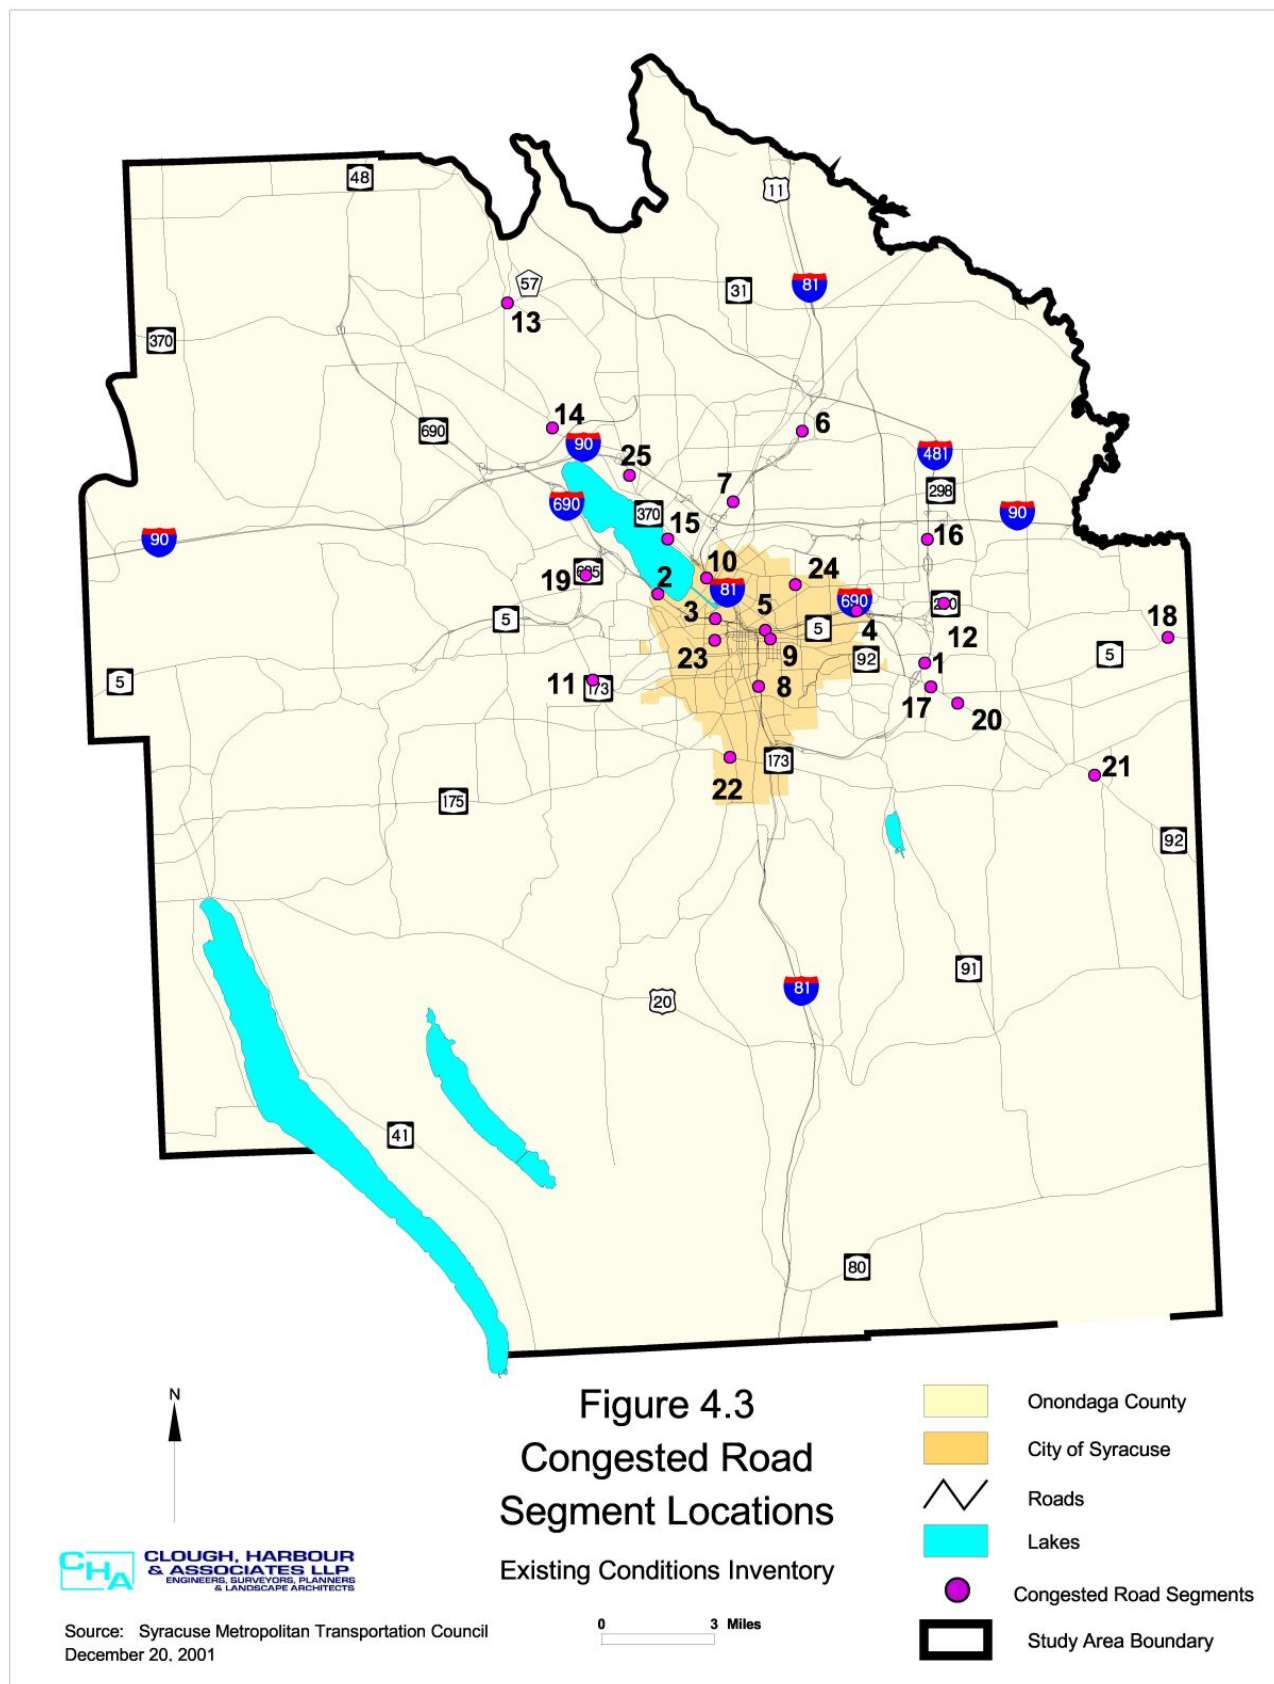 48
11
57
31
81
13
370
14
6
690
90
481
25
298
7
690
370
90
90
15
16
10
24
19
2
81
690
5
3
5
4
12
18
5
23
9
92
1
5
5
11
173
8
17
20
173
21
22
175
92
91
20
81
41
80
N
Figure 4.3
Congested Road
Segment Locations
Existing Conditions Inventory
0 3 Miles
CHA
CLOUGH, HARBOUR
& ASSOCIATES LLP
ENGINEERS, SURVEYORS, PLANNERS
& LANDSCAPE ARCHITECTS
Source: Syracuse Metropolitan Transportation Council
December 20, 2001
Onondaga County
City of Syracuse
Roads
Lakes
Congested Road Segments
Study Area Boundary